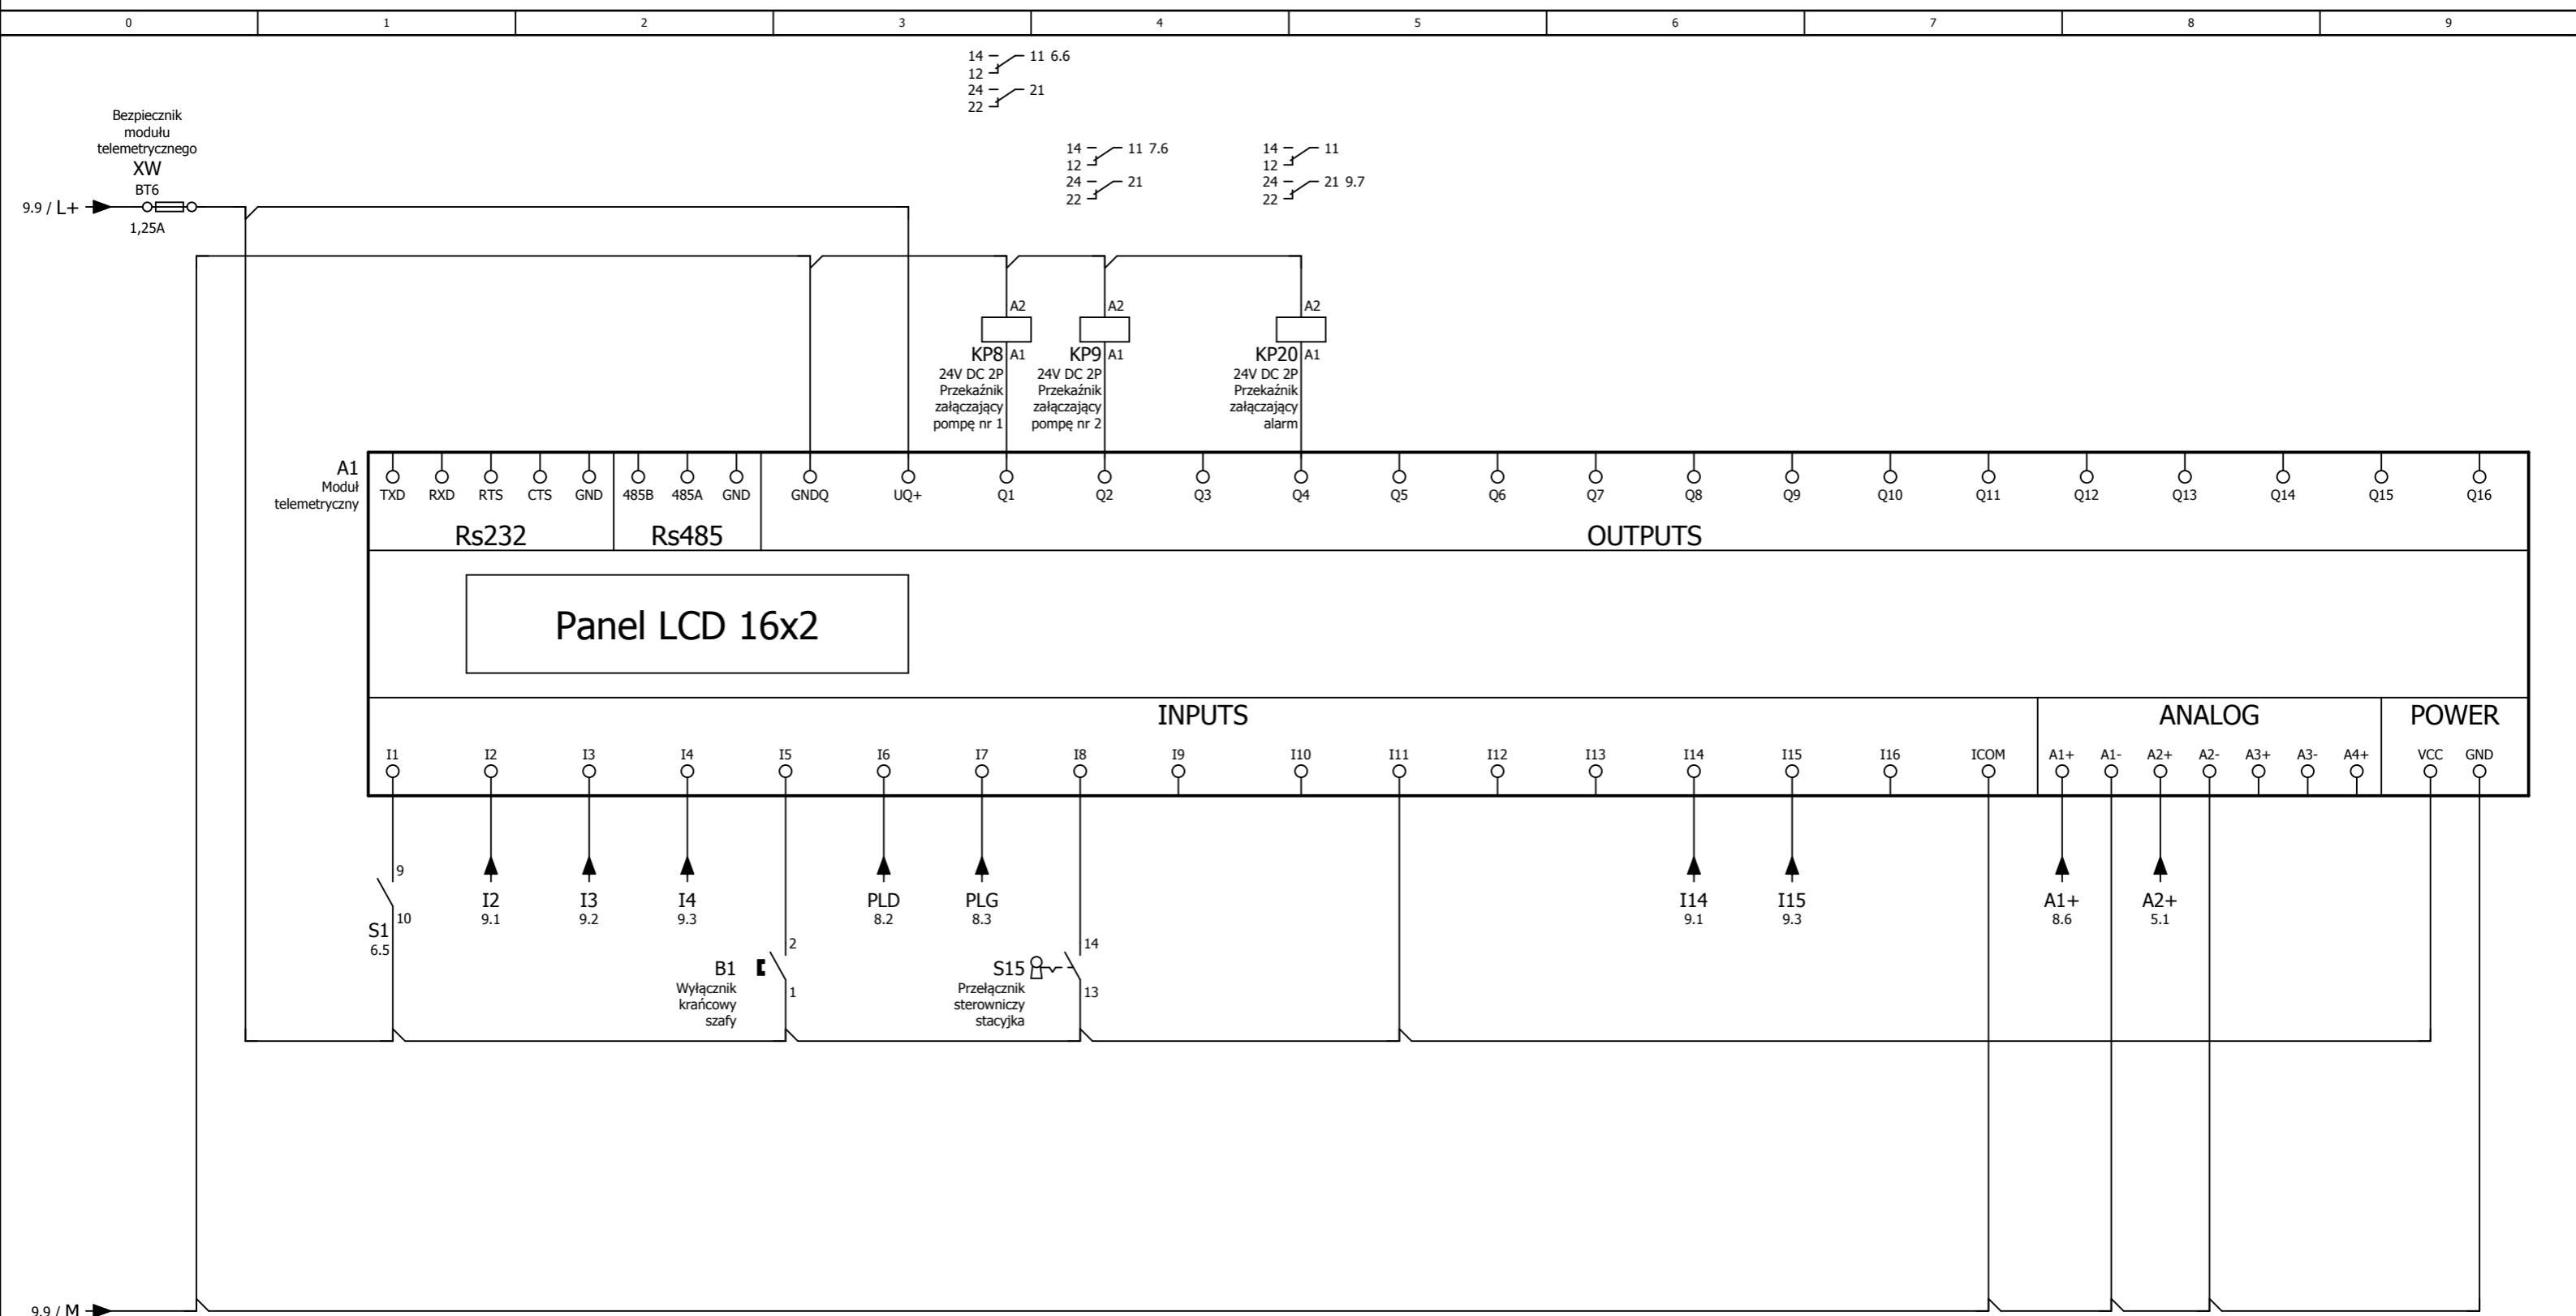 0 1 2 3 4 5 6 7 8 9
14 11 6.6
12
24 21
22
Bezpiecznik
modułu
telemetrycznego
XW
BT6
9.9 / L+
1,25A
14 11 7.6
12
24 21
22
14 11
12
24 21 9.7
22
A2
KP8 A1
24V DC 2P
Przekaźnik
załączający
pompę nr 1
A2
KP9 A1
24V DC 2P
Przekaźnik
załączający
pompę nr 2
A2
KP20 A1
24V DC 2P
Przekaźnik
załączający
alarm
A1
Moduł
telemetryczny
TXD RXD RTS CTS GND 485B 485A GND GNDQ UQ+ Q1 Q2 Q3 Q4 Q5 Q6 Q7 Q8 Q9 Q10 Q11 Q12 Q13 Q14 Q15 Q16
Rs232 Rs485 OUTPUTS
Panel LCD 16x2
INPUTS ANALOG POWER
I1 I2 I3 I4 I5 I6 I7 I8 I9 I10 I11 I12 I13 I14 I15 I16 ICOM A1+ A1- A2+ A2- A3+ A3- A4+ VCC GND
9
10
S1
6.5
I2
9.1
I3
9.2
I4
9.3
2
B1
1
Wyłącznik
krańcowy
szafy
PLD
8.2
PLG
8.3
14
S15
13
Przełącznik
sterowniczy
stacyjka
I14
9.1
I15
9.3
A1+
8.6
A2+
5.1
9.9 / M